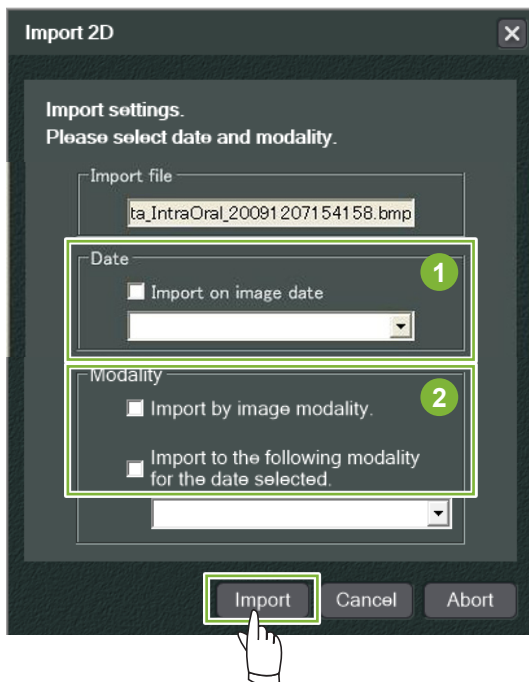 Import 2D
Import settings.
Please select date and modality.
Import file
ta_IntraOral_20091207154158.bmp
Date
1
Import on image date
Modality
2
Import by image modality.
Import to the following modality
for the date selected.
Import Cancel Abort